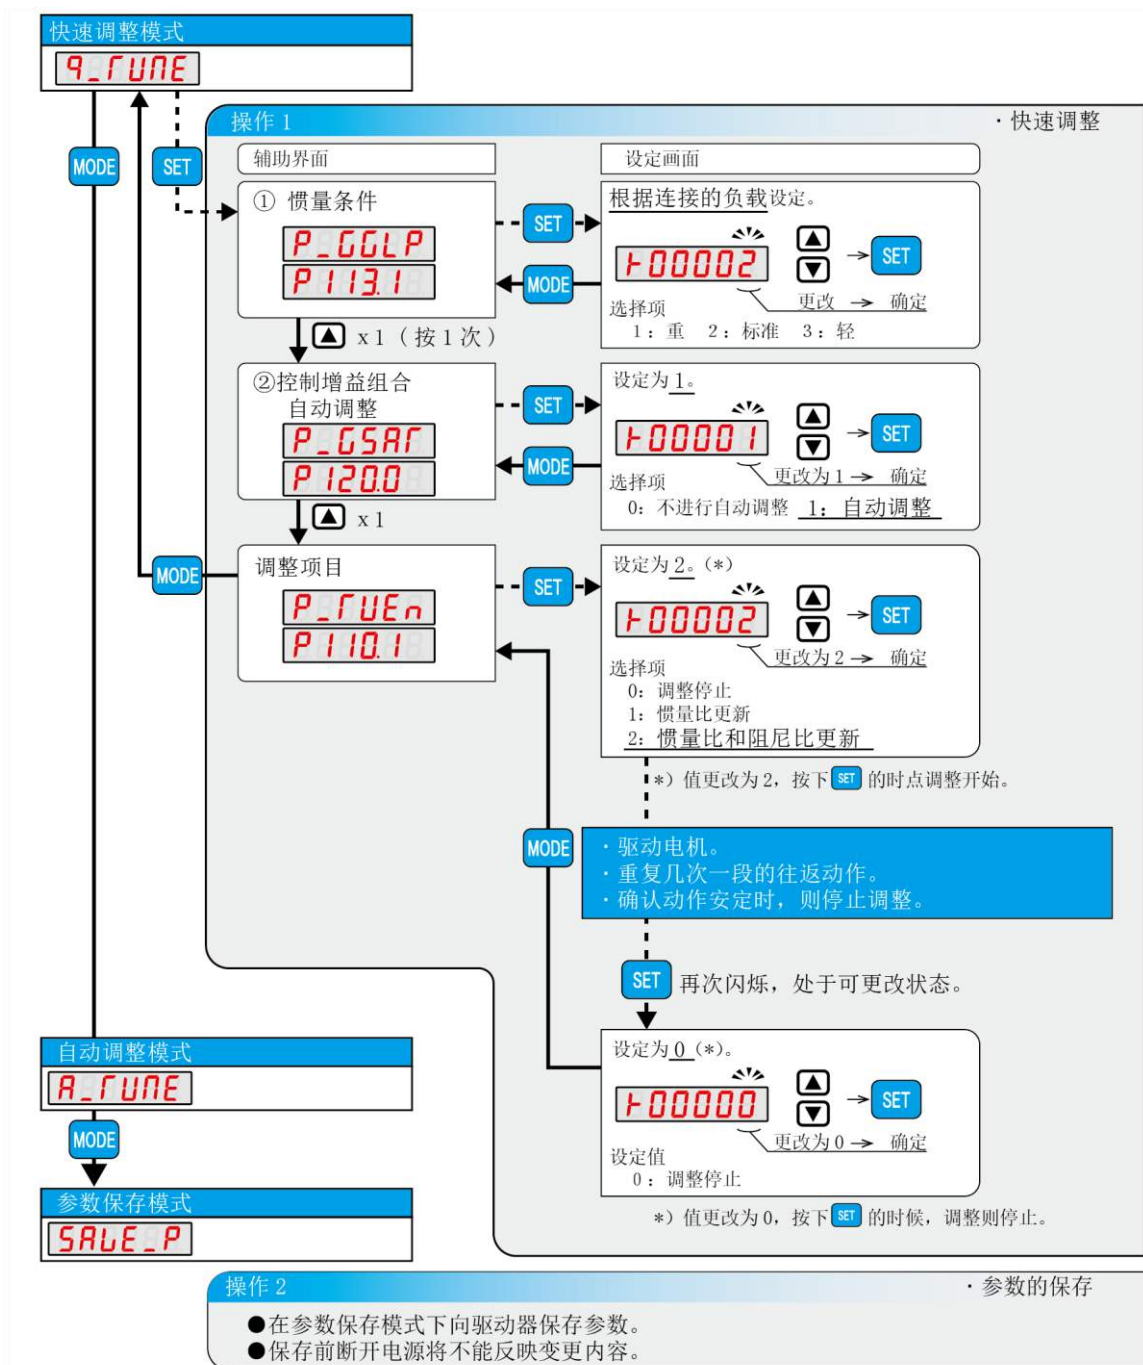 快速调整模式
q_TUNE
MODE
SET
操作 1
·快速调整
辅助界面
设定画面
① 惯量条件
P_GGLP
P113.1
SET
MODE
根据连接的负载设定。
r00002
SET
更改 → 确定
选择项
1：重 2：标准 3：轻
x1（按1次）
②控制增益组合
自动调整
P_GSAT
P120.0
SET
MODE
设定为 1。
r00001
SET
更改为 1 → 确定
选择项
0：不进行自动调整 1：自动调整
x1
MODE
调整项目
P_TUEn
P110.1
SET
设定为 2。(*)
r00002
SET
更改为 2 → 确定
选择项
0：调整停止
1：惯量比更新
2：惯量比和阻尼比更新
*）值更改为 2，按下 SET 的时点调整开始。
MODE
·驱动电机。
·重复几次一段的往返动作。
·确认动作安定时，则停止调整。
SET 再次闪烁，处于可更改状态。
设定为 0 (*)。
r00000
SET
更改为 0 → 确定
设定值
0：调整停止
*）值更改为 0，按下 SET 的时候，调整则停止。
自动调整模式
A_TUNE
MODE
参数保存模式
SAVE_P
操作 2
·参数的保存
●在参数保存模式下向驱动器保存参数。
●保存前断开电源将不能反映变更内容。